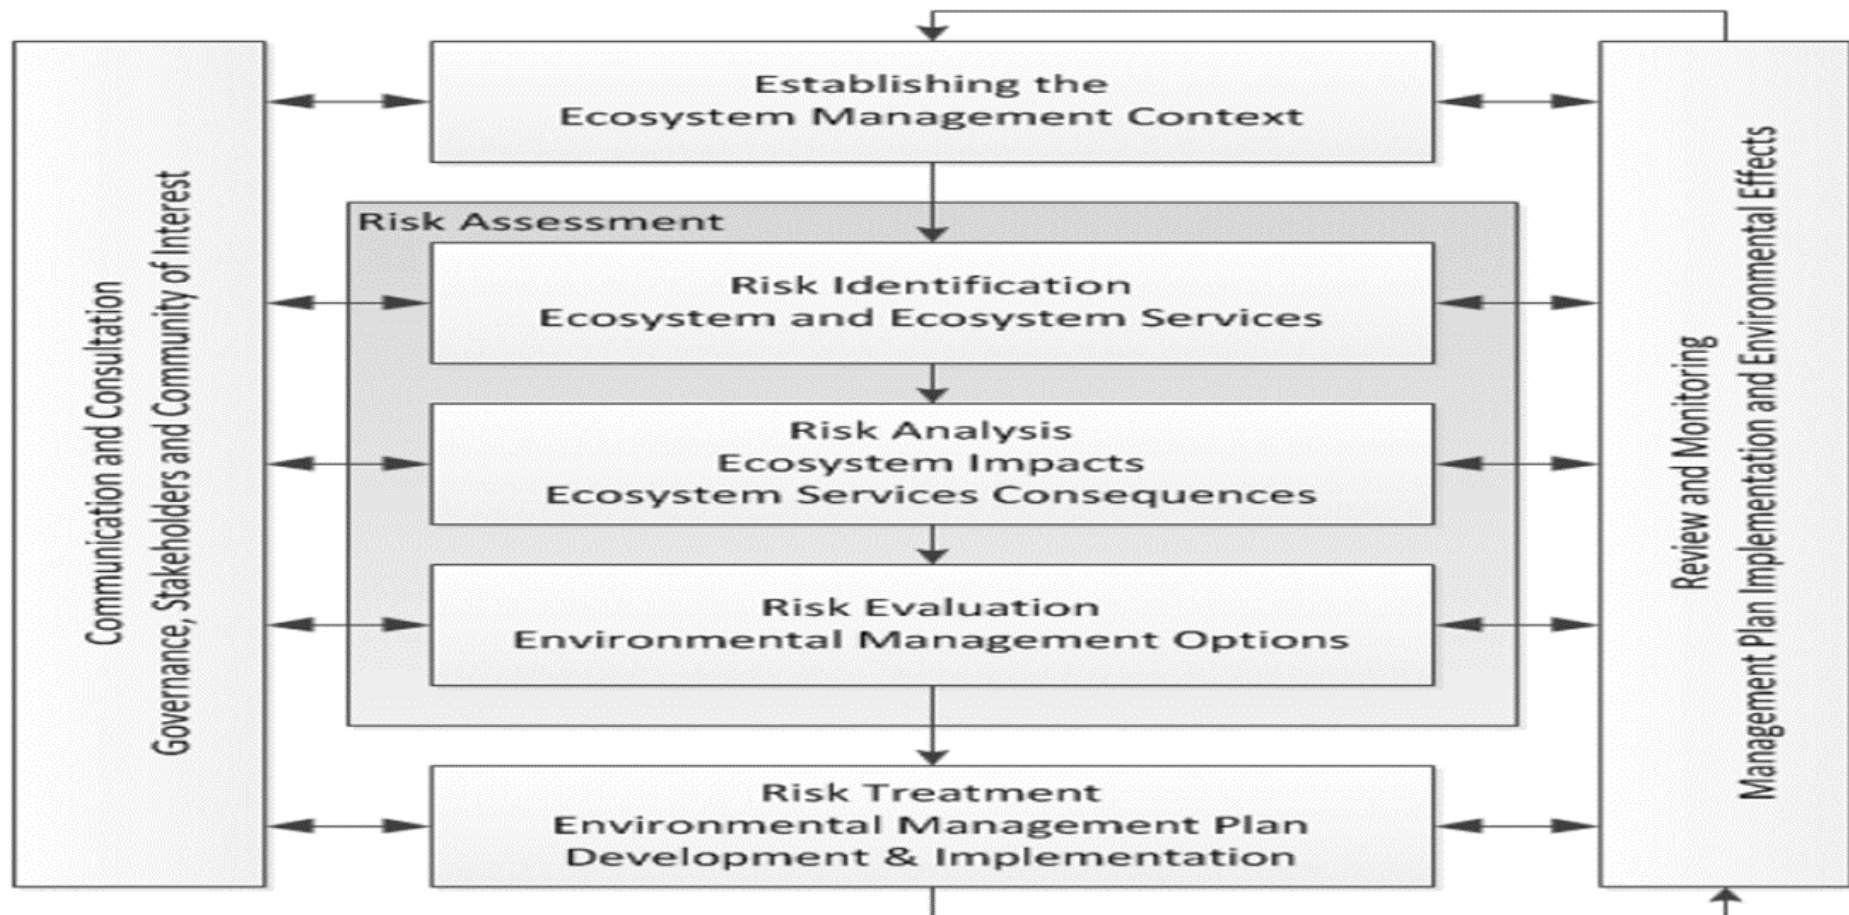 Communication and Consultation
Governance, Stakeholders and Community of Interest
Establishing the
Ecosystem Management Context
Risk Assessment
Risk Identification
Ecosystem and Ecosystem Services
Risk Analysis
Ecosystem Impacts
Ecosystem Services Consequences
Risk Evaluation
Environmental Management Options
Risk Treatment
Environmental Management Plan
Development & Implementation
Review and Monitoring
Management Plan Implementation and Environmental Effects